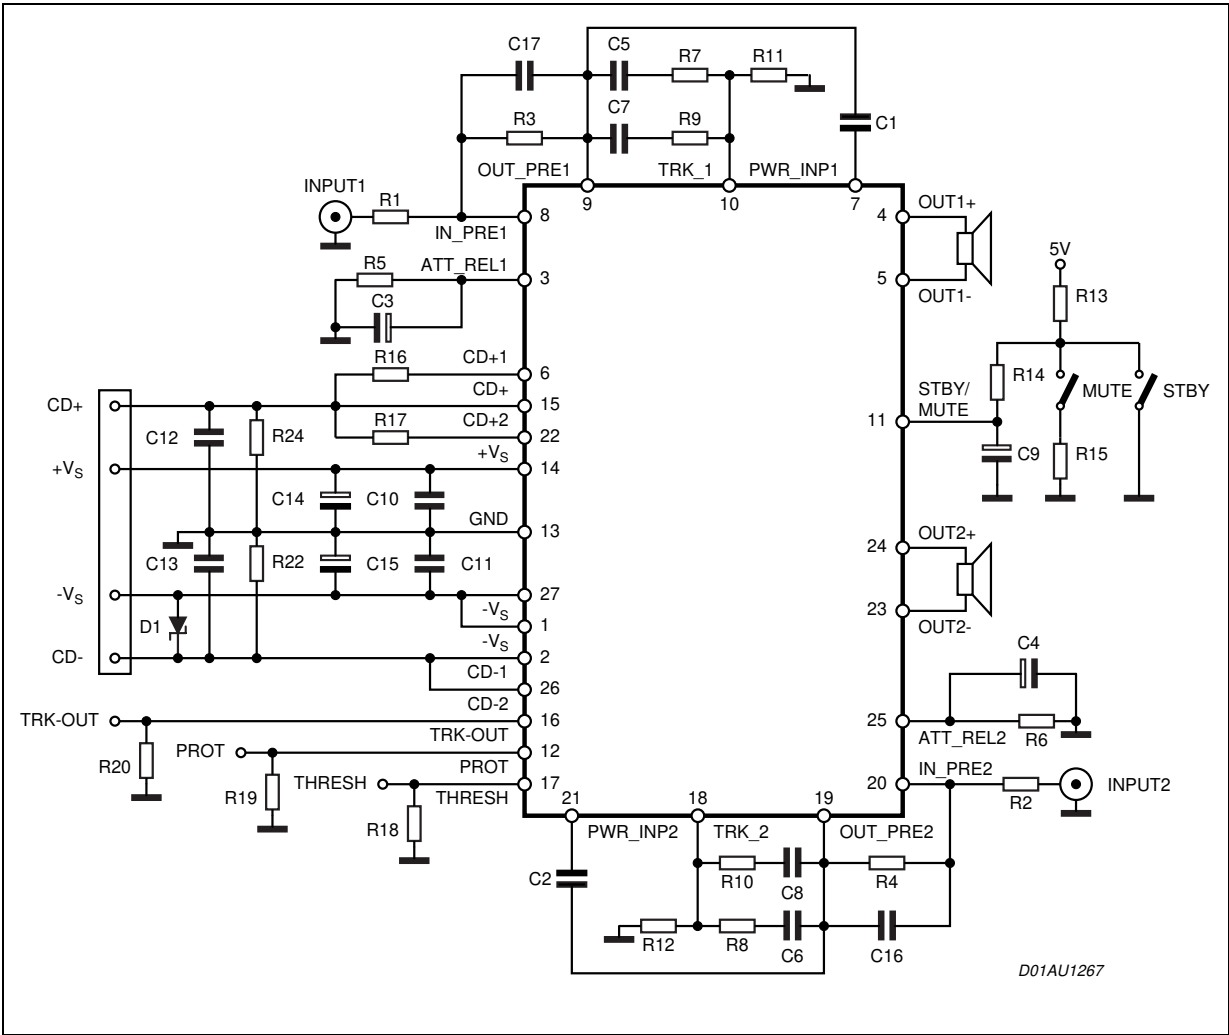 C17 C5 R7 R11
R3 C7 R9 C1
OUT_PRE1 TRK_1 PWR_INP1
9 10 7
INPUT1 R1 8 IN_PRE1
4 OUT1+
R5 ATT_REL1 3
C3
5 OUT1-
5V
R13
R14 MUTE STBY
R16 CD+1 6
CD+ CD+ 15
R17 CD+2 22
C12 R24
STBY/
MUTE
11
C9 R15
+VS +VS 14
C14 C10
GND 13
C13 R22 C15 C11
24 OUT2+
23 OUT2-
-VS 27
-VS 1
D1
-VS 2
CD- CD-1
26
CD-2
C4
25 ATT_REL2 R6
TRK-OUT 16
TRK-OUT
R20
PROT 12
PROT
R19
THRESH 17
THRESH
R18
IN_PRE2
20 R2 INPUT2
21 18 19
PWR_INP2 TRK_2 OUT_PRE2
C2 R10 C8 R4
R12 R8 C6 C16
D01AU1267